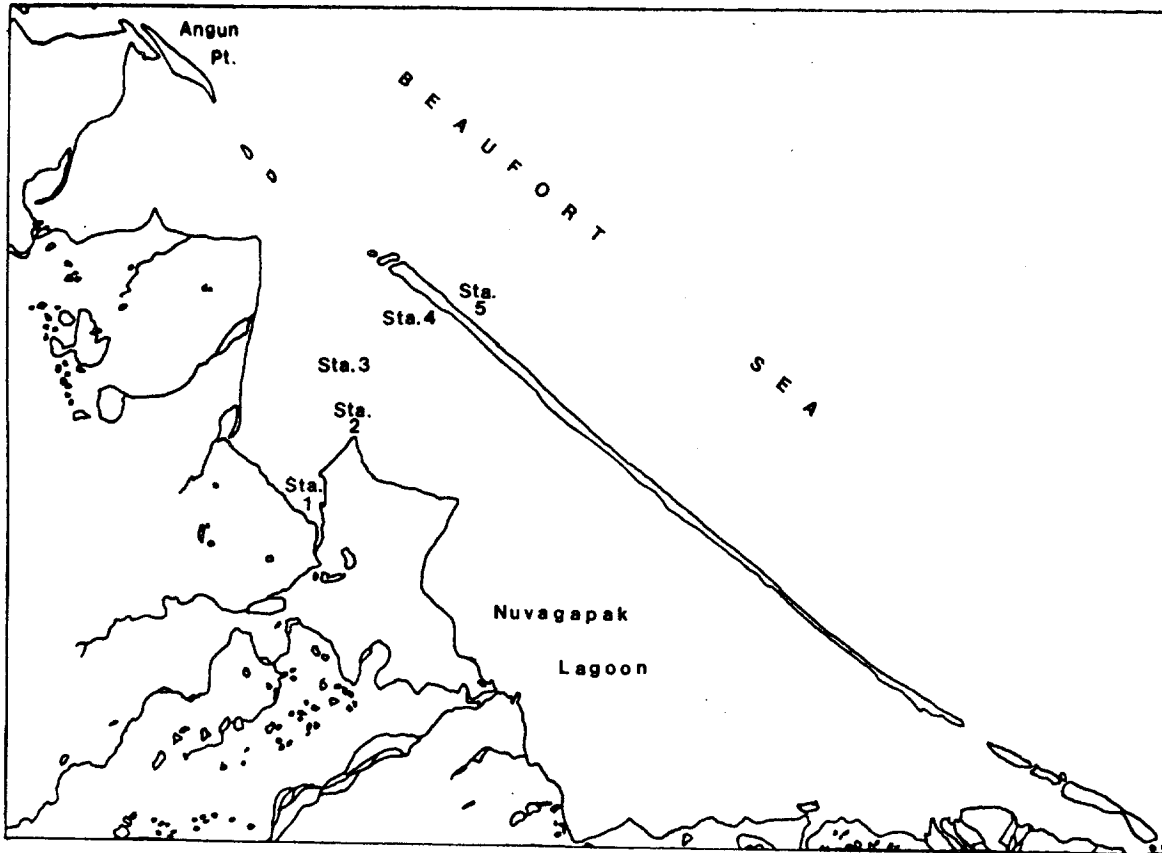 Angun
Pt.
BEAUFORT
SEA
Sta.
5
Sta.4
Sta.3
Sta.
2
Sta.
1
Nuvagapak
Lagoon